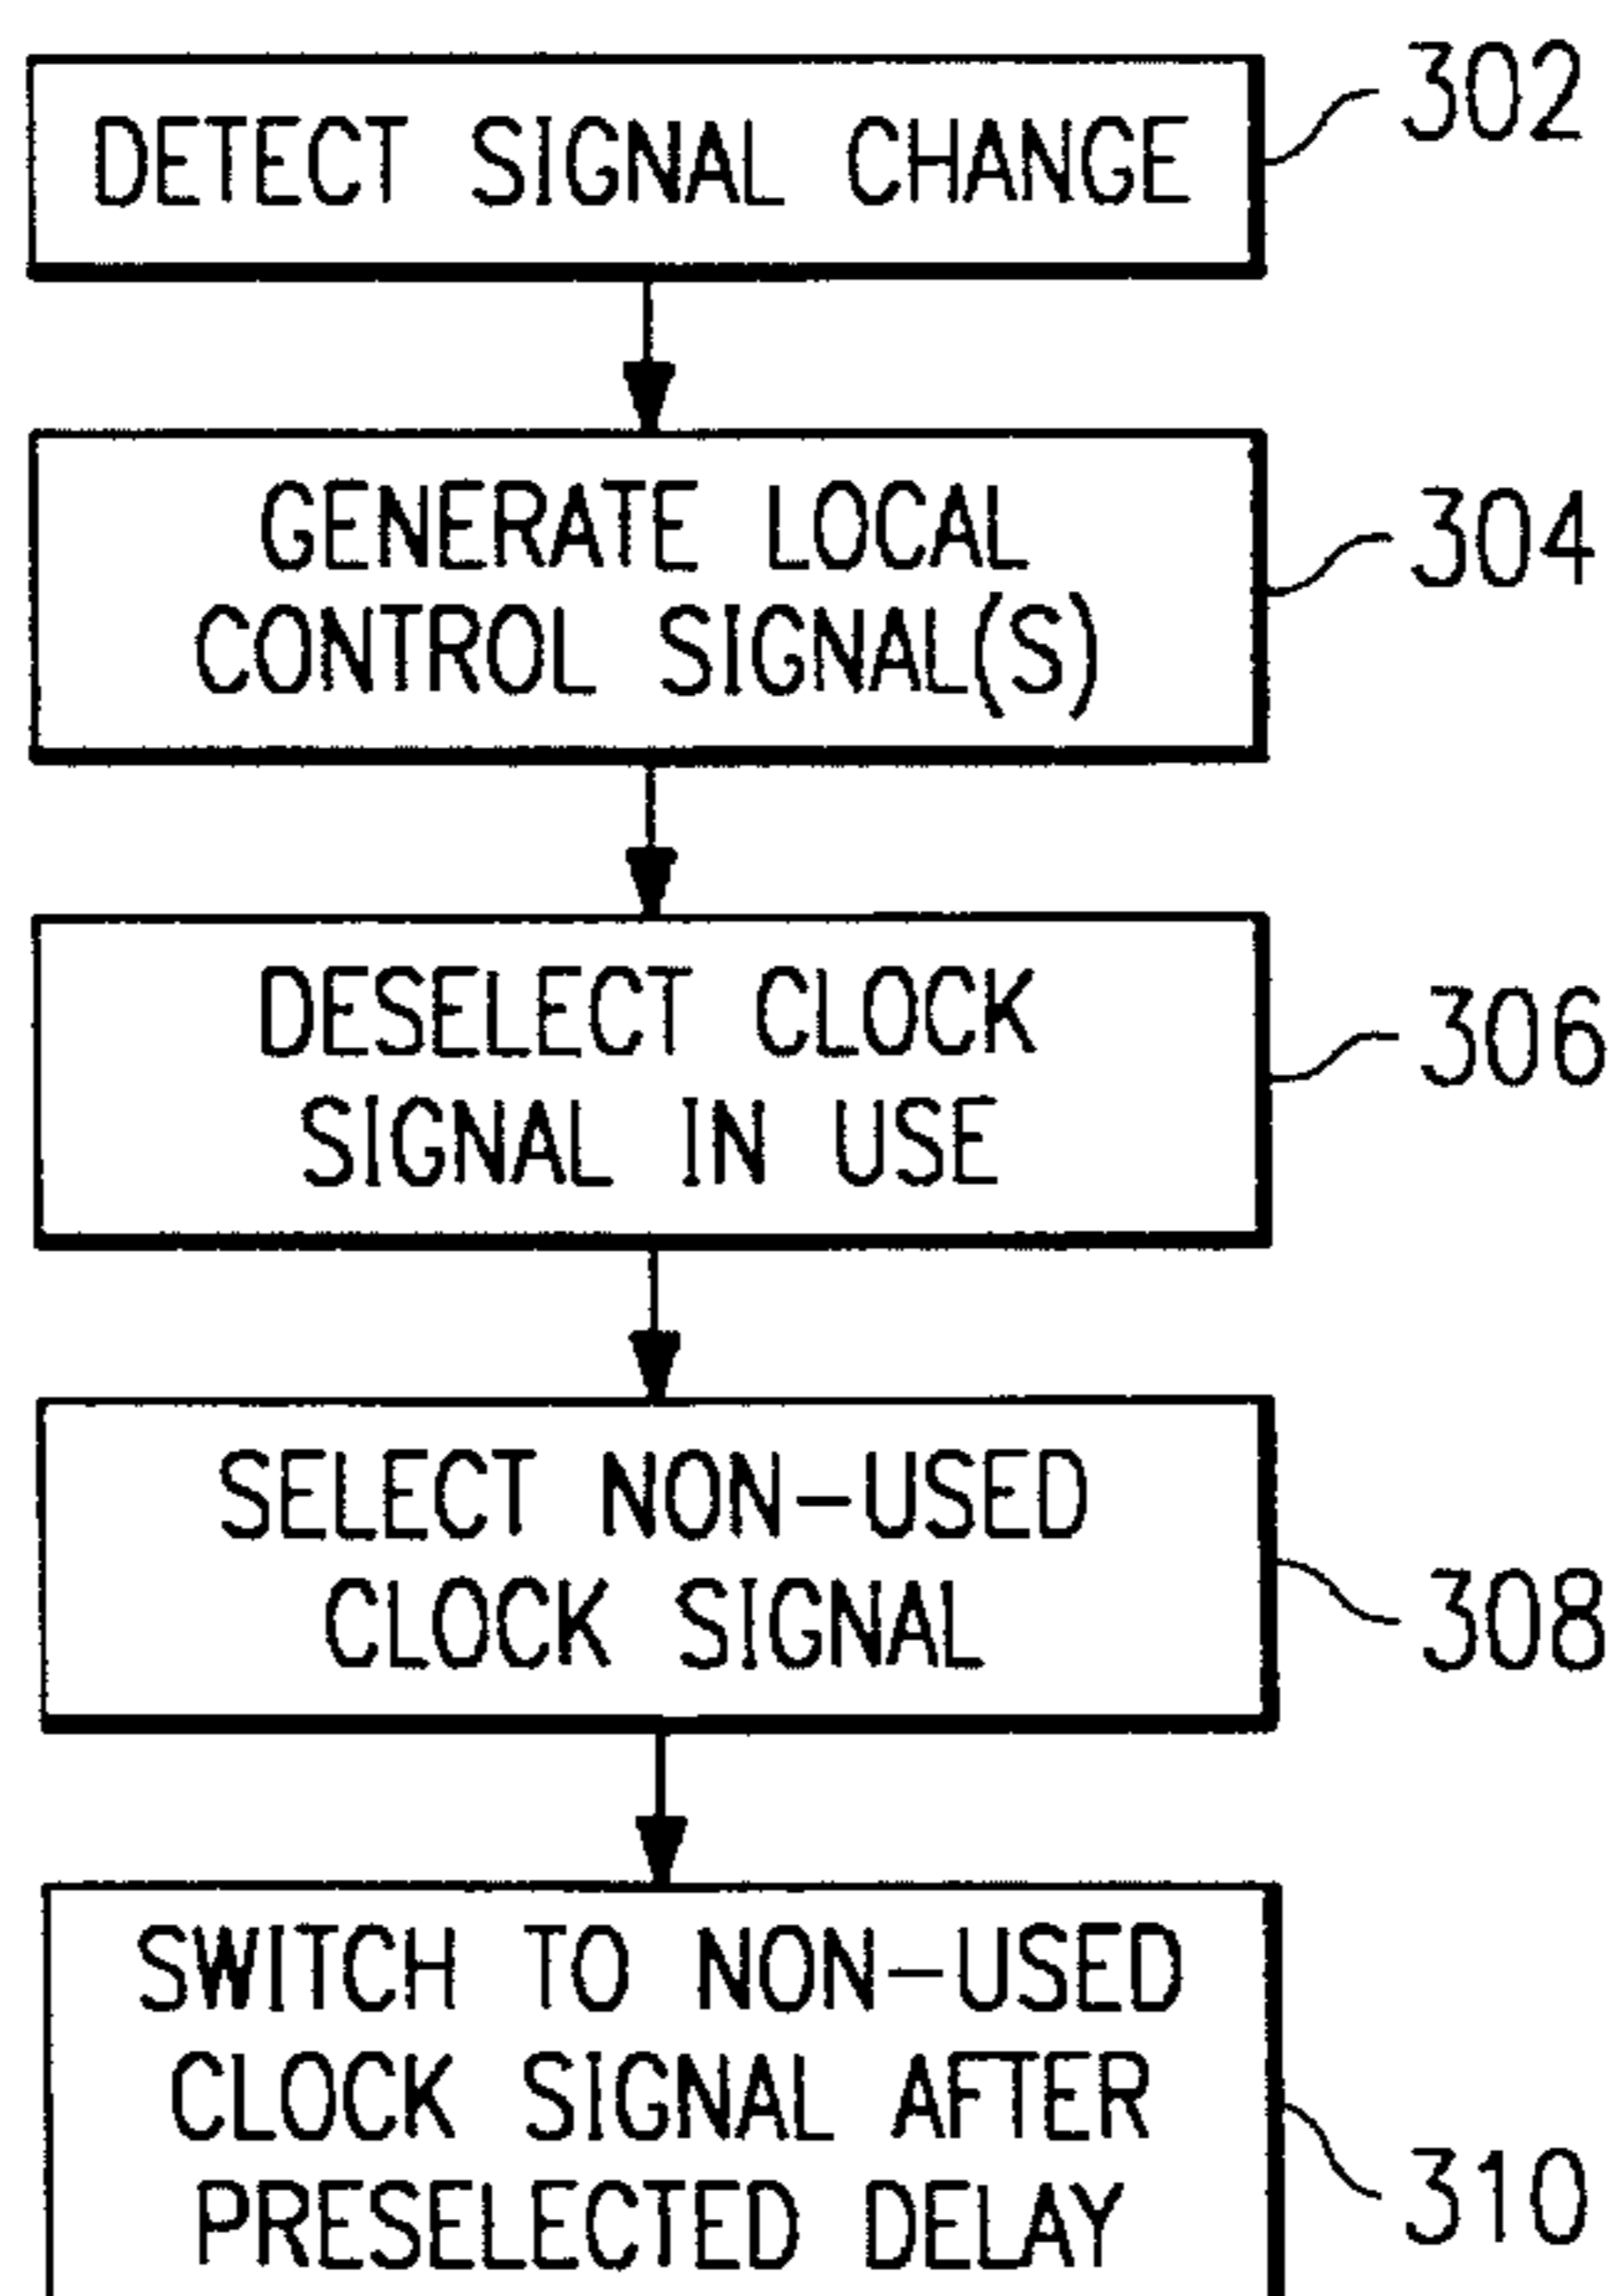 DETECT SIGNAL CHANGE
302
GENERATE LOCAL
CONTROL SIGNAL(S)
304
DESELECT CLOCK
SIGNAL IN USE
306
SELECT NON-USED
CLOCK SIGNAL
308
SWITCH TO NON-USED
CLOCK SIGNAL AFTER
PRESELECTED DELAY
310